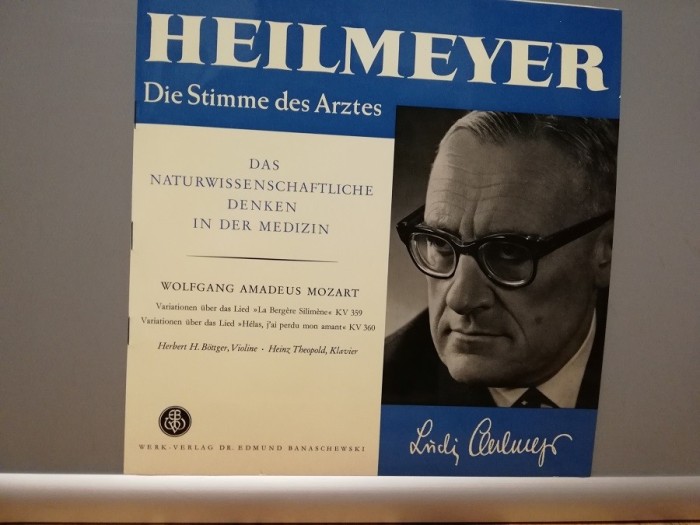 HEILMEYER
Die Stimme des Arztes
DAS
NATURWISSENSCHAFTLICHE
DENKEN
IN DER MEDIZIN
WOLFGANG AMADEUS MOZART
Variationen über das Lied »La Bergère Silimène« KV 359
Variationen über das Lied »Hélas, j'ai perdu mon amant« KV 360
Herbert H. Böttger, Violine · Heinz Theopold, Klavier
WERK-VERLAG DR. EDMUND BANASCHEWSKI